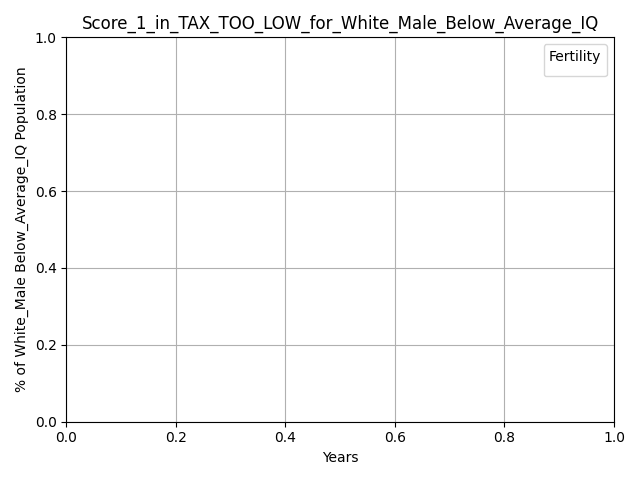 Score_1_in_TAX_TOO_LOW_for_White_Male_Below_Average_IQ
Fertility
% of White_Male Below_Average_IQ Population
1.0
0.8
0.6
0.4
0.2
0.0
0.0 0.2 0.4 0.6 0.8 1.0
Years